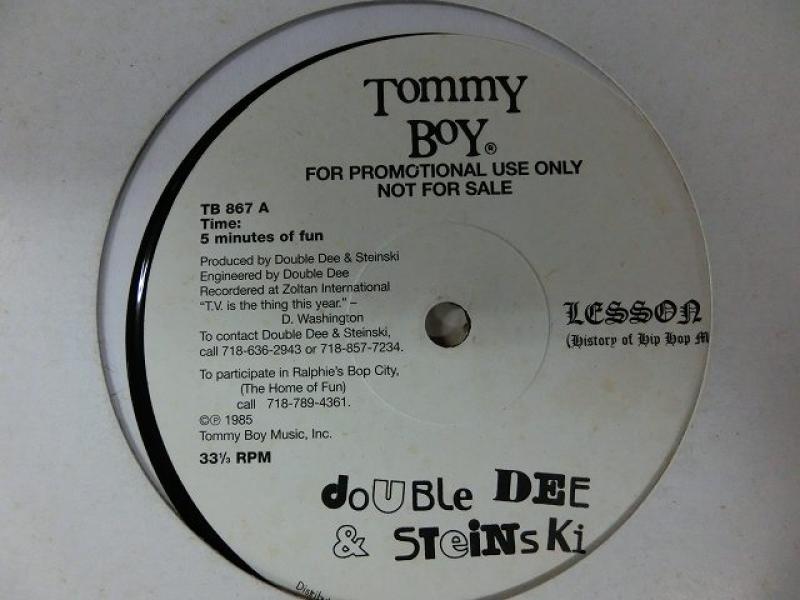 Tommy
Boy®
FOR PROMOTIONAL USE ONLY
NOT FOR SALE
TB 867 A
Time:
5 minutes of fun
Produced by Double Dee & Steinski
Engineered by Double Dee
Recordered at Zoltan International
“T.V. is the thing this year.” –
D. Washington
To contact Double Dee & Steinski,
call 718-636-2943 or 718-857-7234.
To participate in Ralphie's Bop City,
(The Home of Fun)
call 718-789-4361.
©℗ 1985
Tommy Boy Music, Inc.
33⅓ RPM
LESSON
(History of Hip Hop M
doUBLe DEE
& STeiNsKi